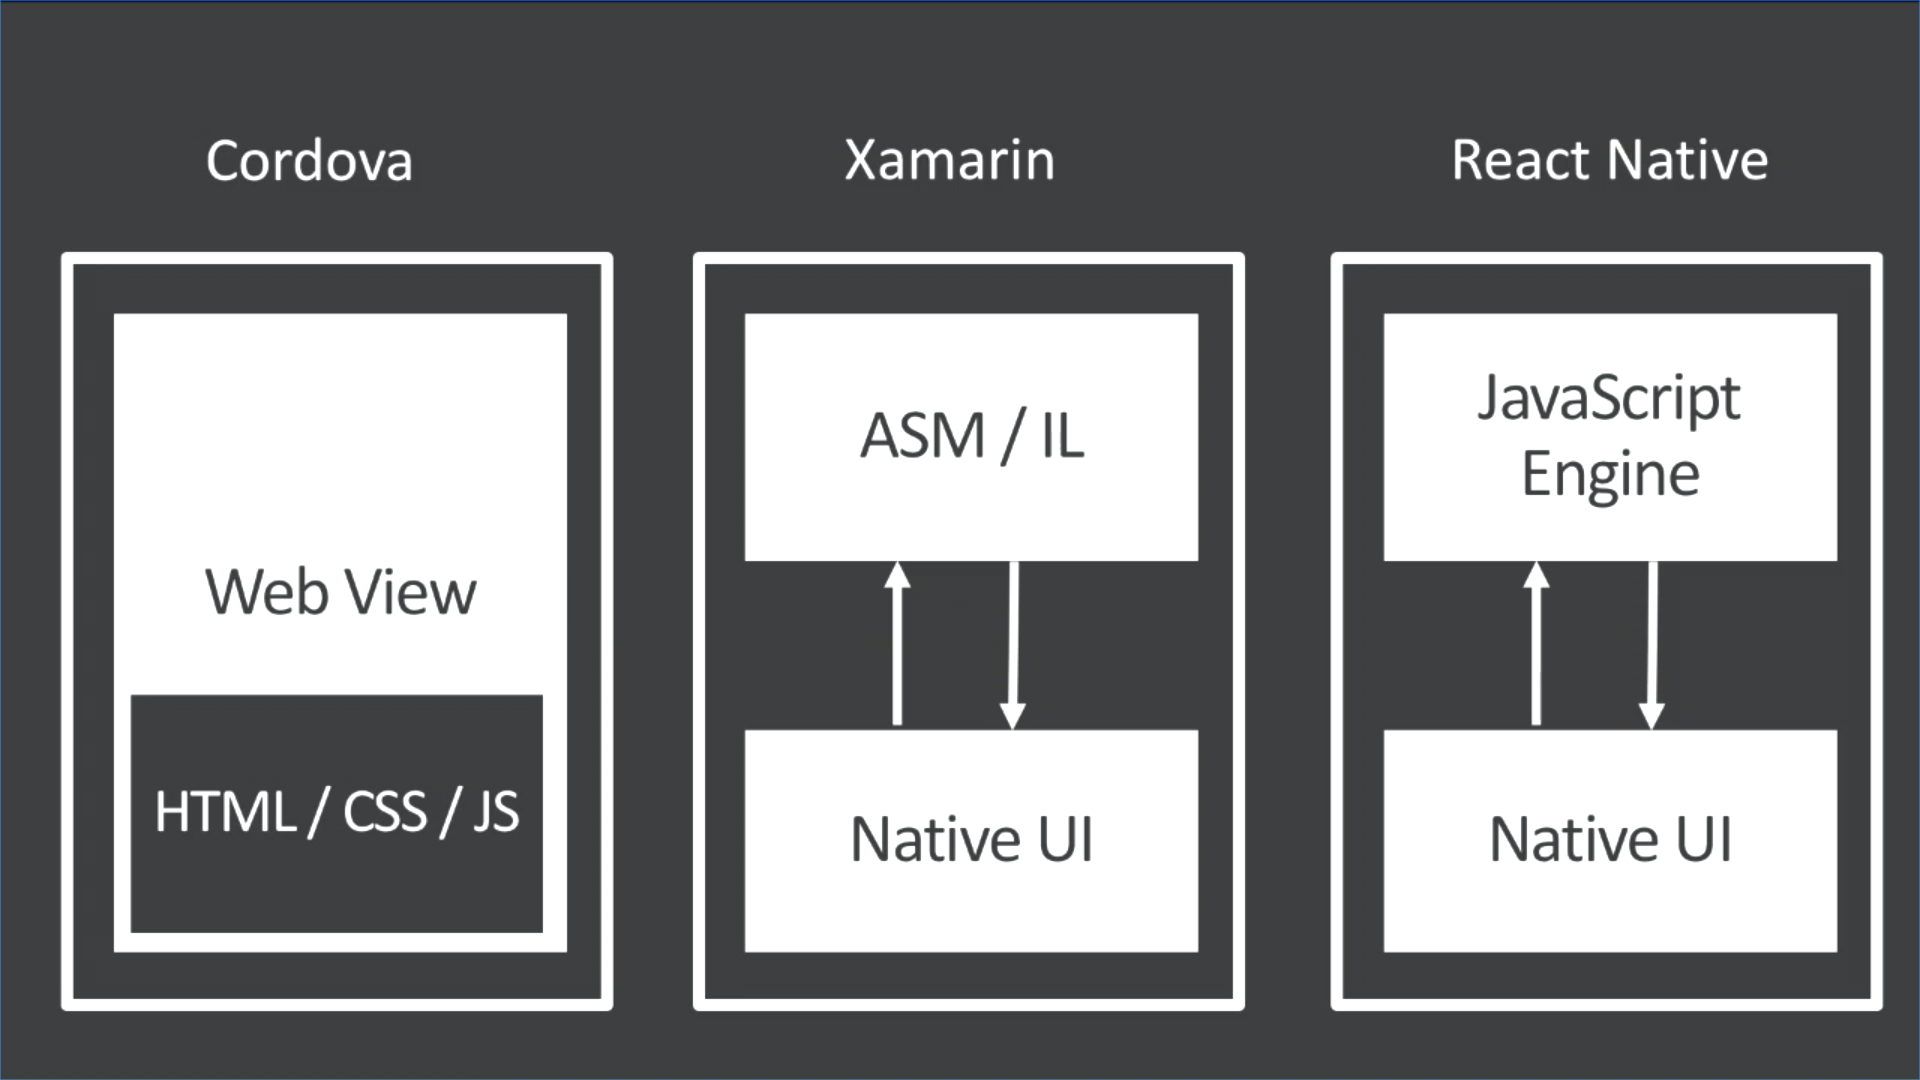 Cordova
Web View
HTML / CSS / JS
Xamarin
ASM / IL
Native UI
React Native
JavaScript
Engine
Native UI